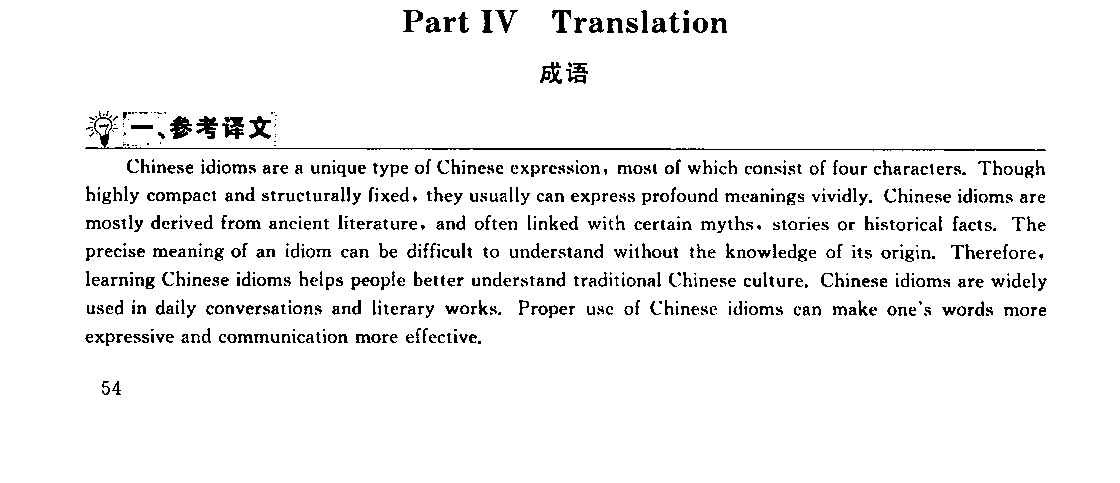 Part IV Translation
成语
一、参考译文
Chinese idioms are a unique type of Chinese expression, most of which consist of four characters. Though
highly compact and structurally fixed, they usually can express profound meanings vividly. Chinese idioms are
mostly derived from ancient literature, and often linked with certain myths, stories or historical facts. The
precise meaning of an idiom can be difficult to understand without the knowledge of its origin. Therefore,
learning Chinese idioms helps people better understand traditional Chinese culture. Chinese idioms are widely
used in daily conversations and literary works. Proper use of Chinese idioms can make one's words more
expressive and communication more effective.
54